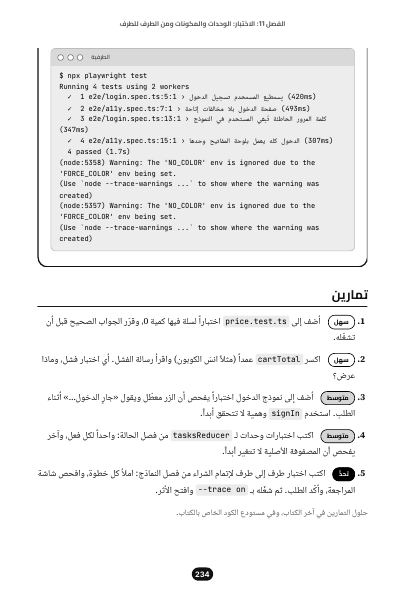 الفصل 11: الاختبار: الوحدات والمكونات ومن الطرف للطرف
الطرفية
$ npx playwright test
Running 4 tests using 2 workers
✓ 1 e2e/login.spec.ts:5:1 › يستطيع المستخدم تسجيل الدخول (420ms)
✓ 2 e2e/a11y.spec.ts:7:1 › صفحة الدخول بلا مخالفات إتاحة (493ms)
✓ 3 e2e/login.spec.ts:13:1 › كلمة المرور الخاطئة تُبقي المستخدم في النموذج
(347ms)
✓ 4 e2e/a11y.spec.ts:15:1 › الدخول كله يعمل بلوحة المفاتيح وحدها (307ms)
4 passed (1.7s)
(node:5358) Warning: The 'NO_COLOR' env is ignored due to the
'FORCE_COLOR' env being set.
(Use `node --trace-warnings ...` to show where the warning was
created)
(node:5357) Warning: The 'NO_COLOR' env is ignored due to the
'FORCE_COLOR' env being set.
(Use `node --trace-warnings ...` to show where the warning was
created)
تمارين
1. سهل أضف إلى price.test.ts اختباراً لسلة فيها كمية 0، وقرّر الجواب الصحيح قبل أن
تشغّله.
2. سهل اكسر cartTotal عمداً (مثلاً انسَ الكوبون) واقرأ رسالة الفشل. أي اختبار فشل، وماذا
عرض؟
3. متوسط أضف إلى نموذج الدخول اختباراً يفحص أن الزر معطّل ويقول «جارٍ الدخول...» أثناء
الطلب. استخدم signIn وهمية لا تتحقق أبداً.
4. متوسط اكتب اختبارات وحدات لـ tasksReducer من فصل الحالة: واحداً لكل فعل، وآخر
يفحص أن المصفوفة الأصلية لا تتغير أبداً.
5. تحدٍّ اكتب اختبار طرف إلى طرف لإتمام الشراء من فصل النماذج: املأ كل خطوة، وافحص شاشة
المراجعة، وأكّد الطلب. ثم شغّله بـ --trace on وافتح الأثر.
حلول التمارين في آخر الكتاب، وفي مستودع الكود الخاص بالكتاب.
234